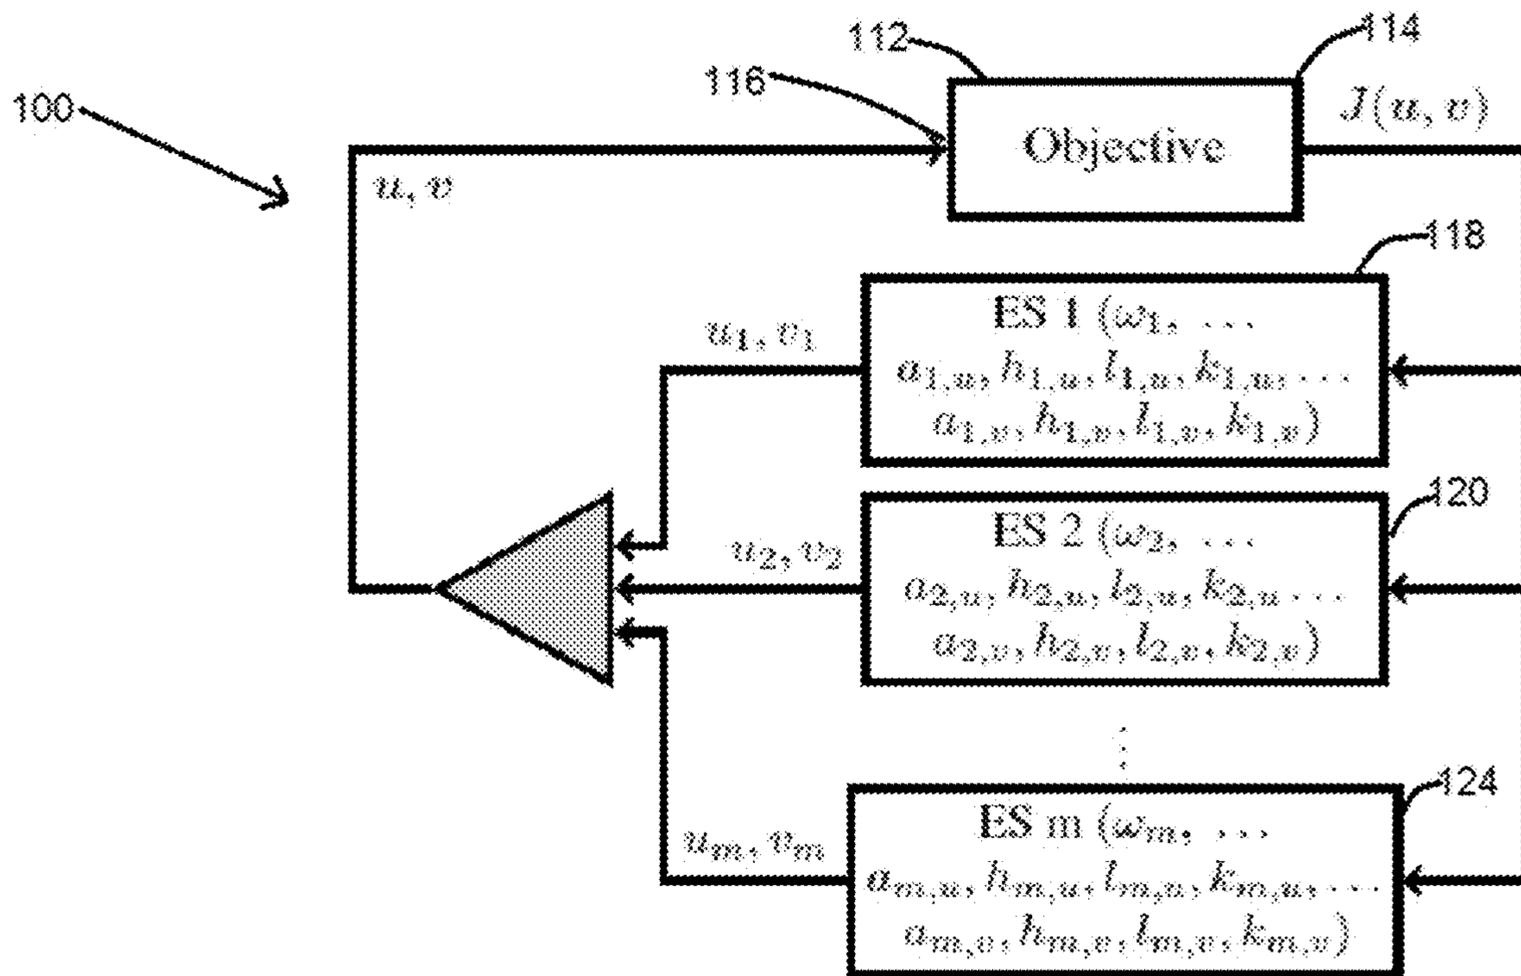 112
114
116
100
J(u, v)
Objective
u, v
118
ES 1 (ω₁, ...
u₁, v₁
a₁,ᵤ, h₁,ᵤ, l₁,ᵤ, k₁,ᵤ, ...
a₁,ᵥ, h₁,ᵥ, l₁,ᵥ, k₁,ᵥ)
120
ES 2 (ω₂, ...
u₂, v₂
a₂,ᵤ, h₂,ᵤ, l₂,ᵤ, k₂,ᵤ ...
a₂,ᵥ, h₂,ᵥ, l₂,ᵥ, k₂,ᵥ)
⋮
124
ES m (ωₘ, ...
uₘ, vₘ
aₘ,ᵤ, hₘ,ᵤ, lₘ,ᵤ, kₘ,ᵤ, ...
aₘ,ᵥ, hₘ,ᵥ, lₘ,ᵥ, kₘ,ᵥ)